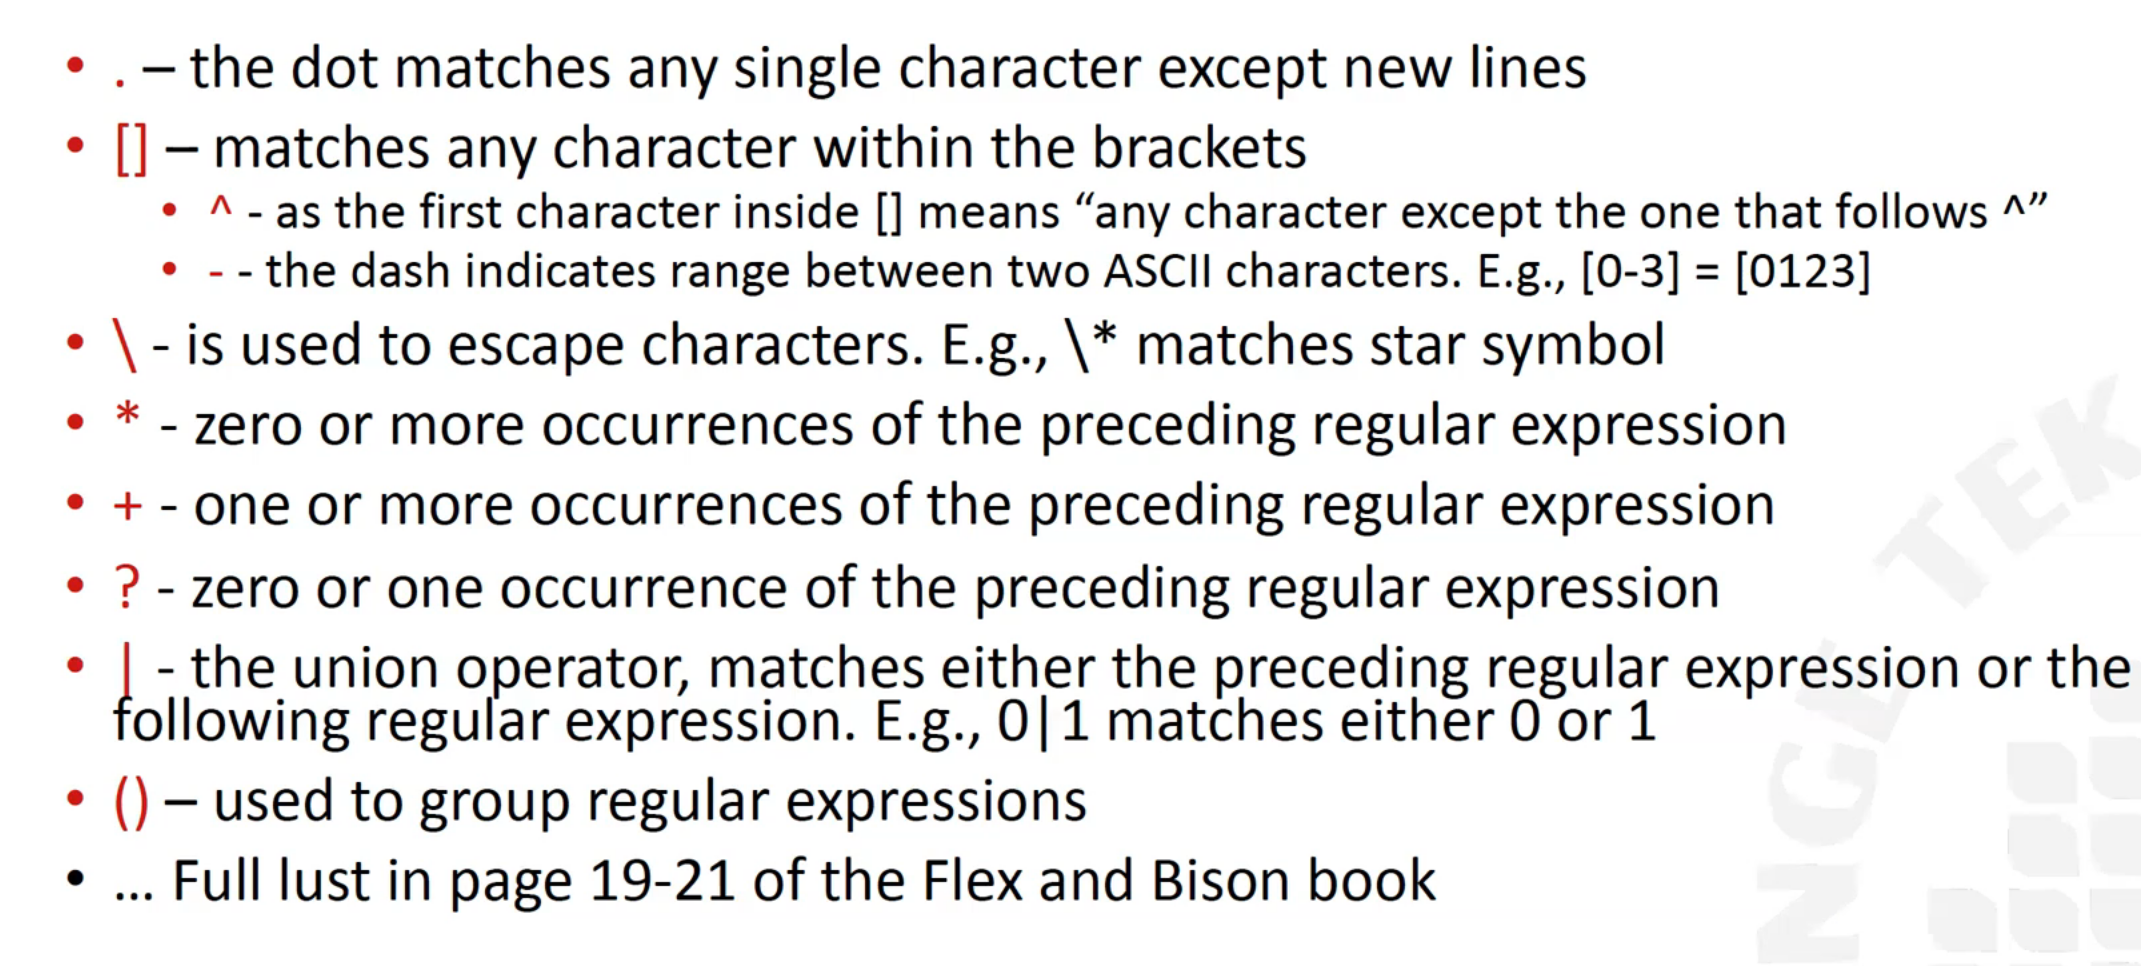 • . – the dot matches any single character except new lines
• [] – matches any character within the brackets
• ^ - as the first character inside [] means “any character except the one that follows ^”
• - - the dash indicates range between two ASCII characters. E.g., [0-3] = [0123]
• \ - is used to escape characters. E.g., \* matches star symbol
• * - zero or more occurrences of the preceding regular expression
• + - one or more occurrences of the preceding regular expression
• ? - zero or one occurrence of the preceding regular expression
• | - the union operator, matches either the preceding regular expression or the
following regular expression. E.g., 0|1 matches either 0 or 1
• () – used to group regular expressions
• ... Full lust in page 19-21 of the Flex and Bison book